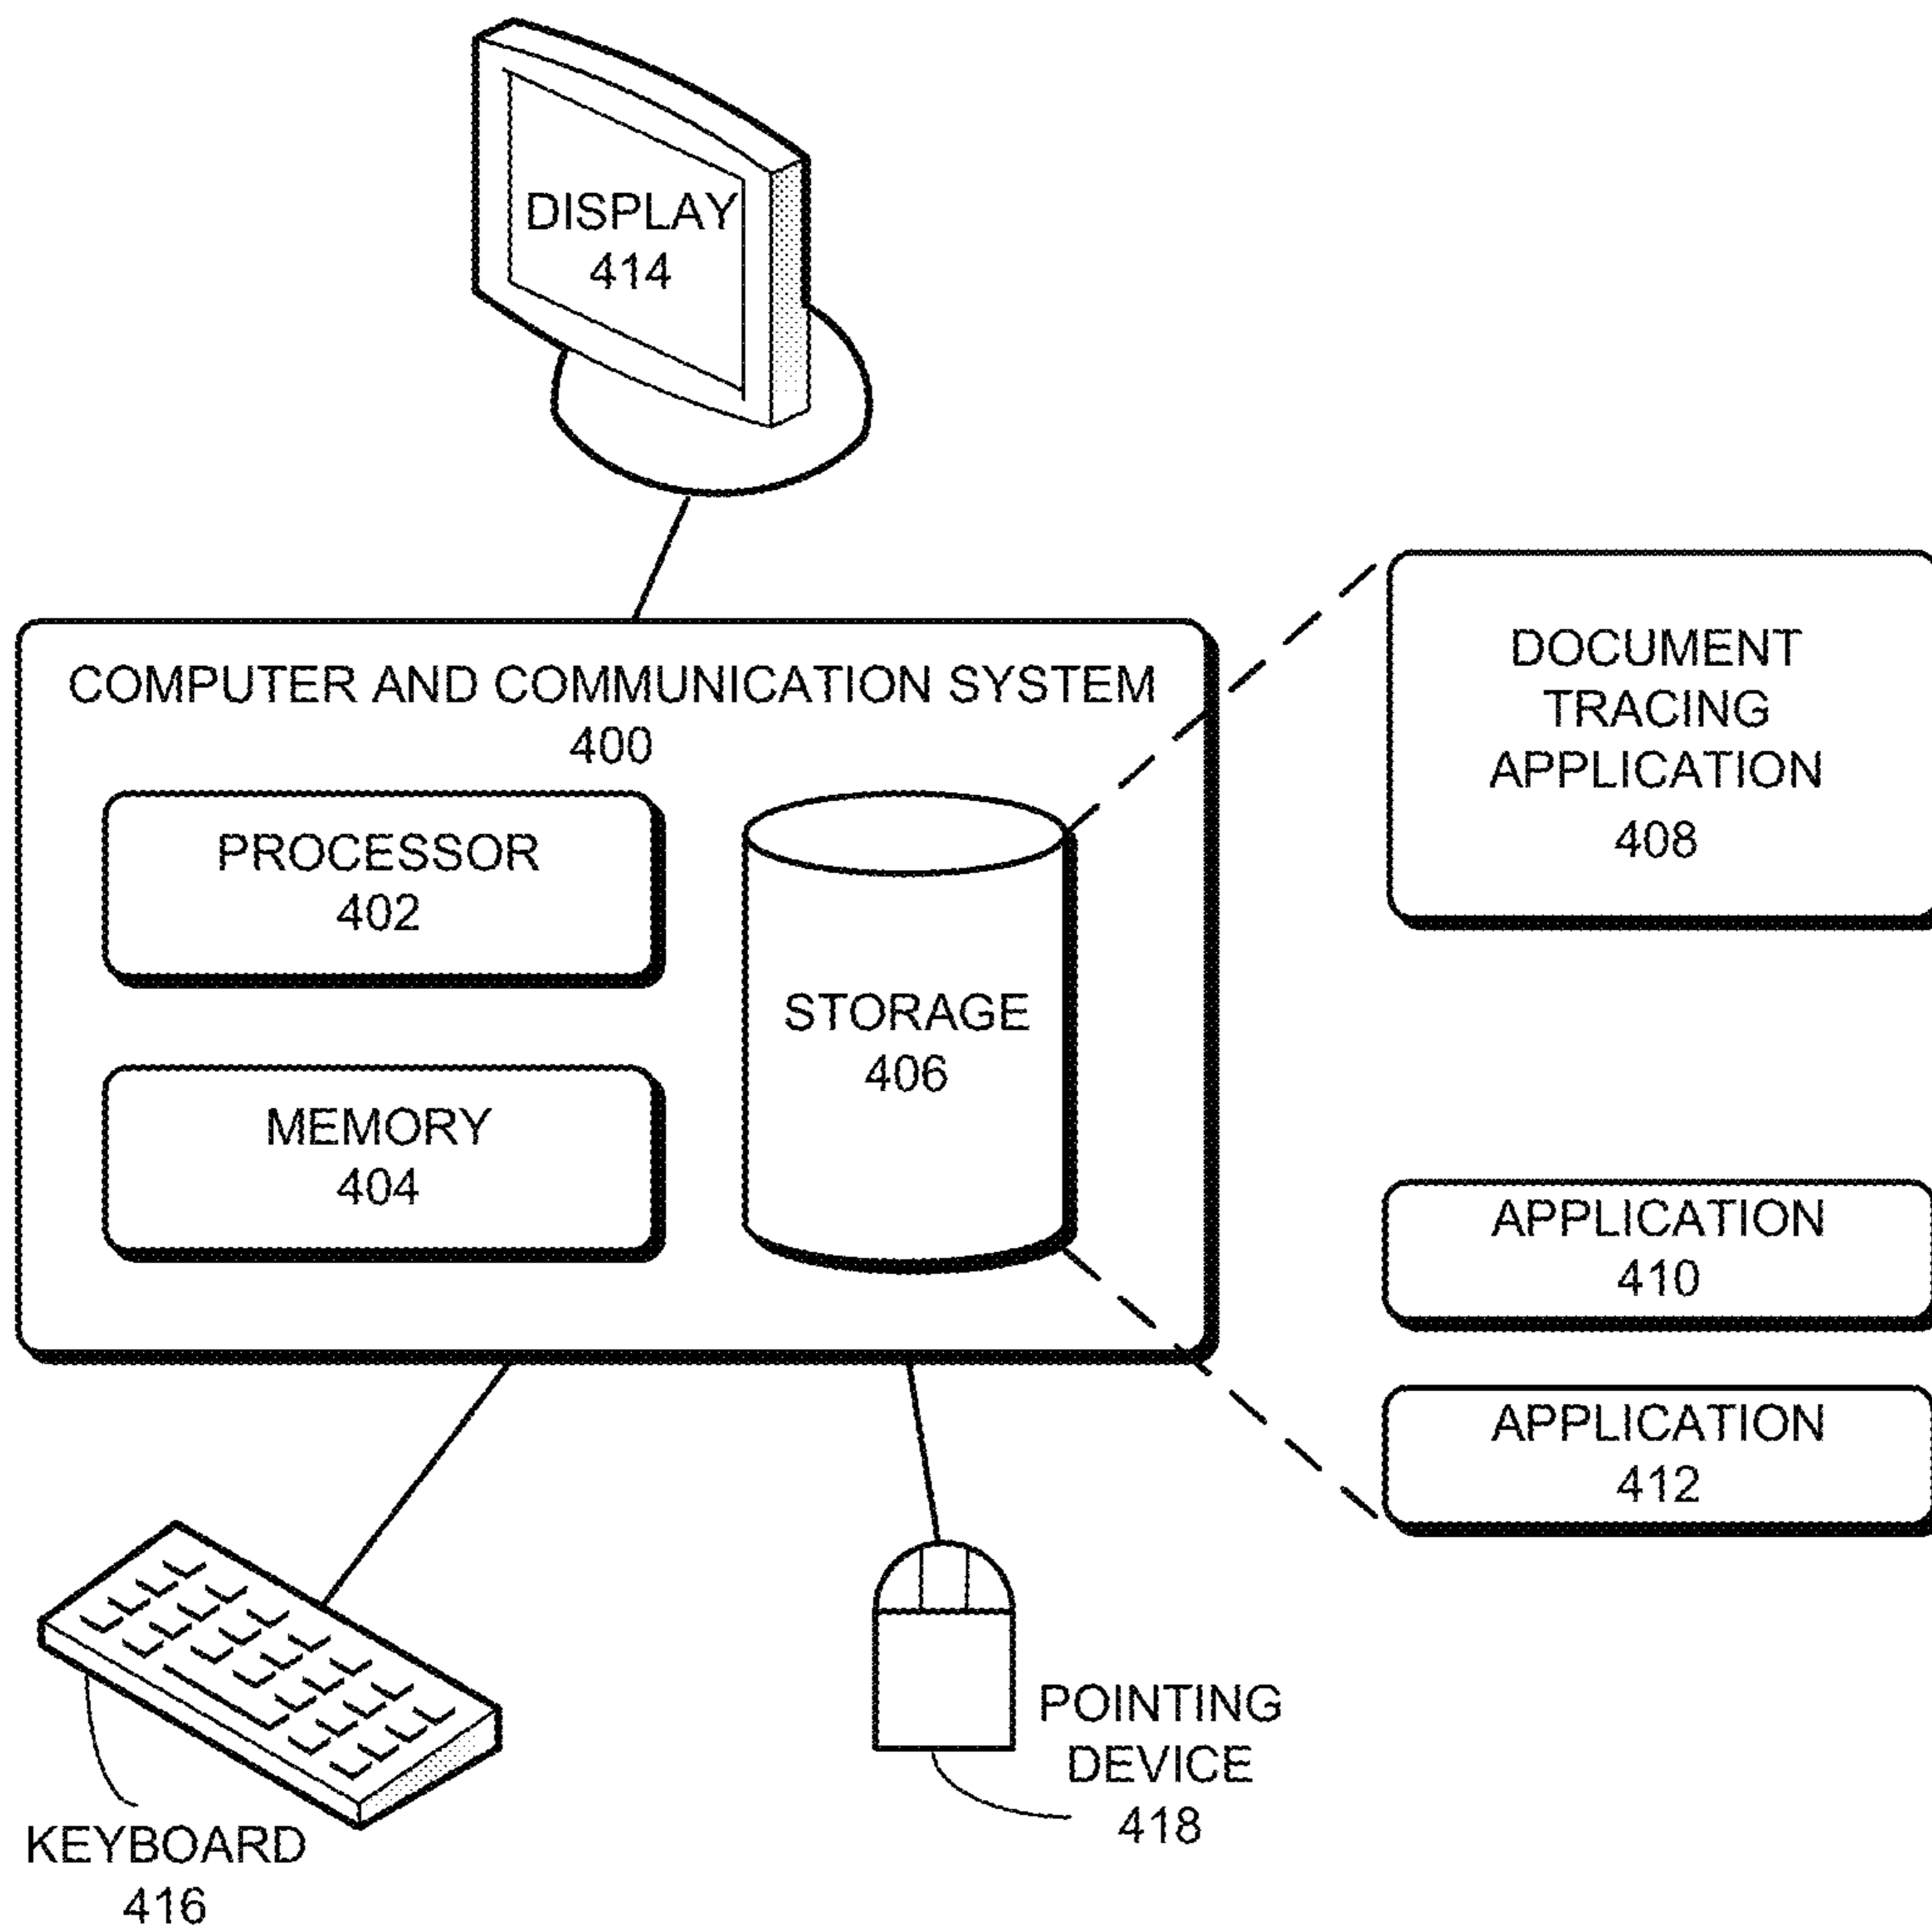 DISPLAY
414
COMPUTER AND COMMUNICATION SYSTEM
400
PROCESSOR
402
MEMORY
404
STORAGE
406
DOCUMENT
TRACING
APPLICATION
408
APPLICATION
410
APPLICATION
412
KEYBOARD
416
POINTING
DEVICE
418